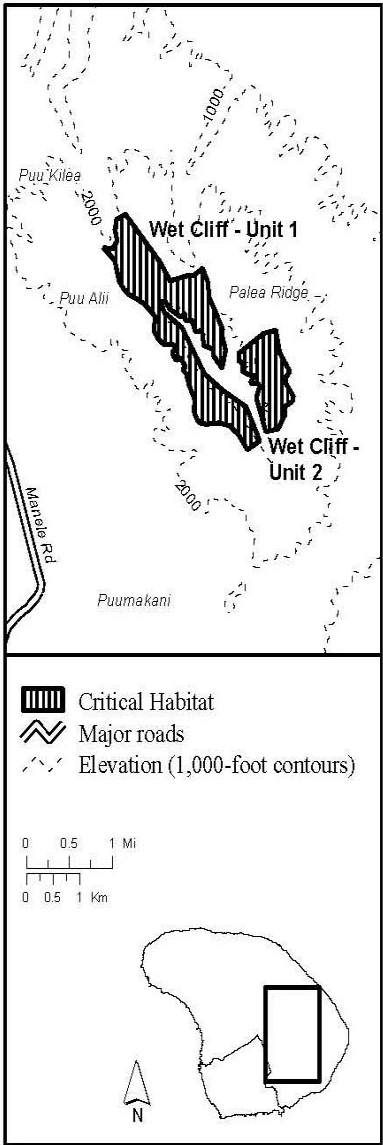 1000
Puu Kilea
2000
Wet Cliff - Unit 1
Puu Alii
Palea Ridge
Wet Cliff -
Unit 2
2000
Manele Rd
Puumakani
Critical Habitat
Major roads
Elevation (1,000-foot contours)
0 0.5 1 Mi
0 0.5 1 Km
N